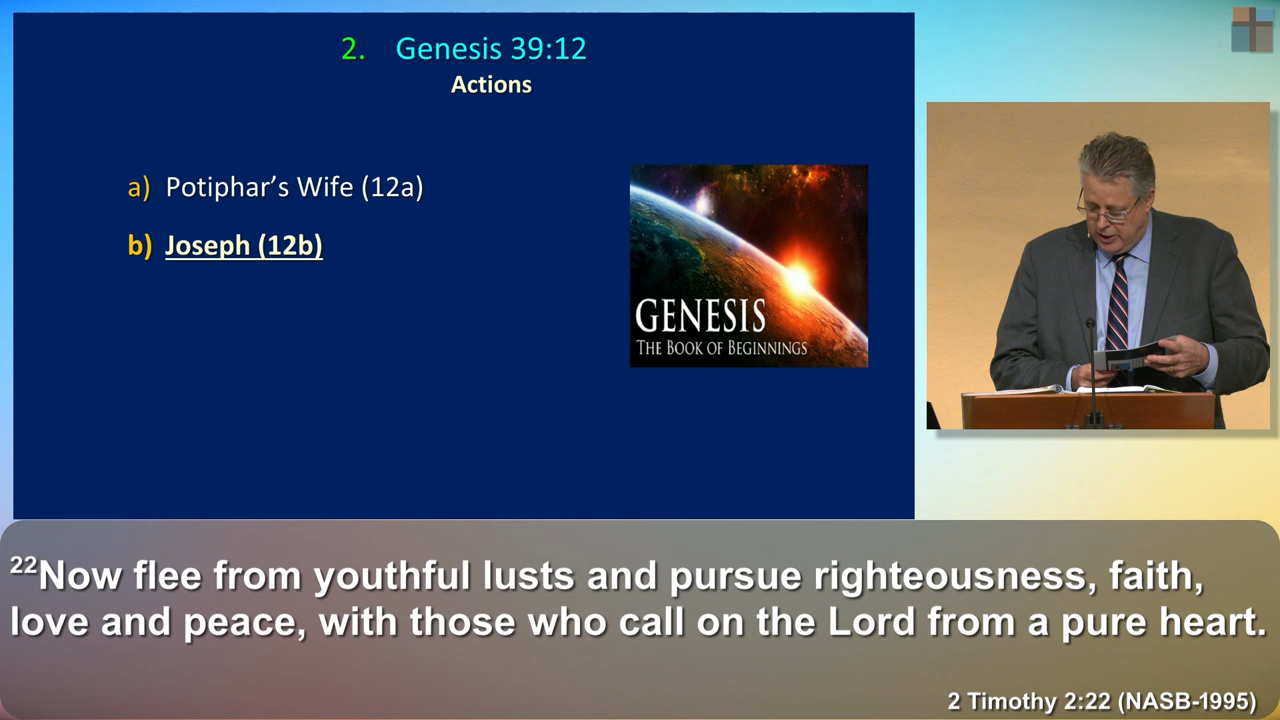 2. Genesis 39:12
Actions
a) Potiphar’s Wife (12a)
b) Joseph (12b)
GENESIS
THE BOOK OF BEGINNINGS
22Now flee from youthful lusts and pursue righteousness, faith,
love and peace, with those who call on the Lord from a pure heart.
2 Timothy 2:22 (NASB-1995)